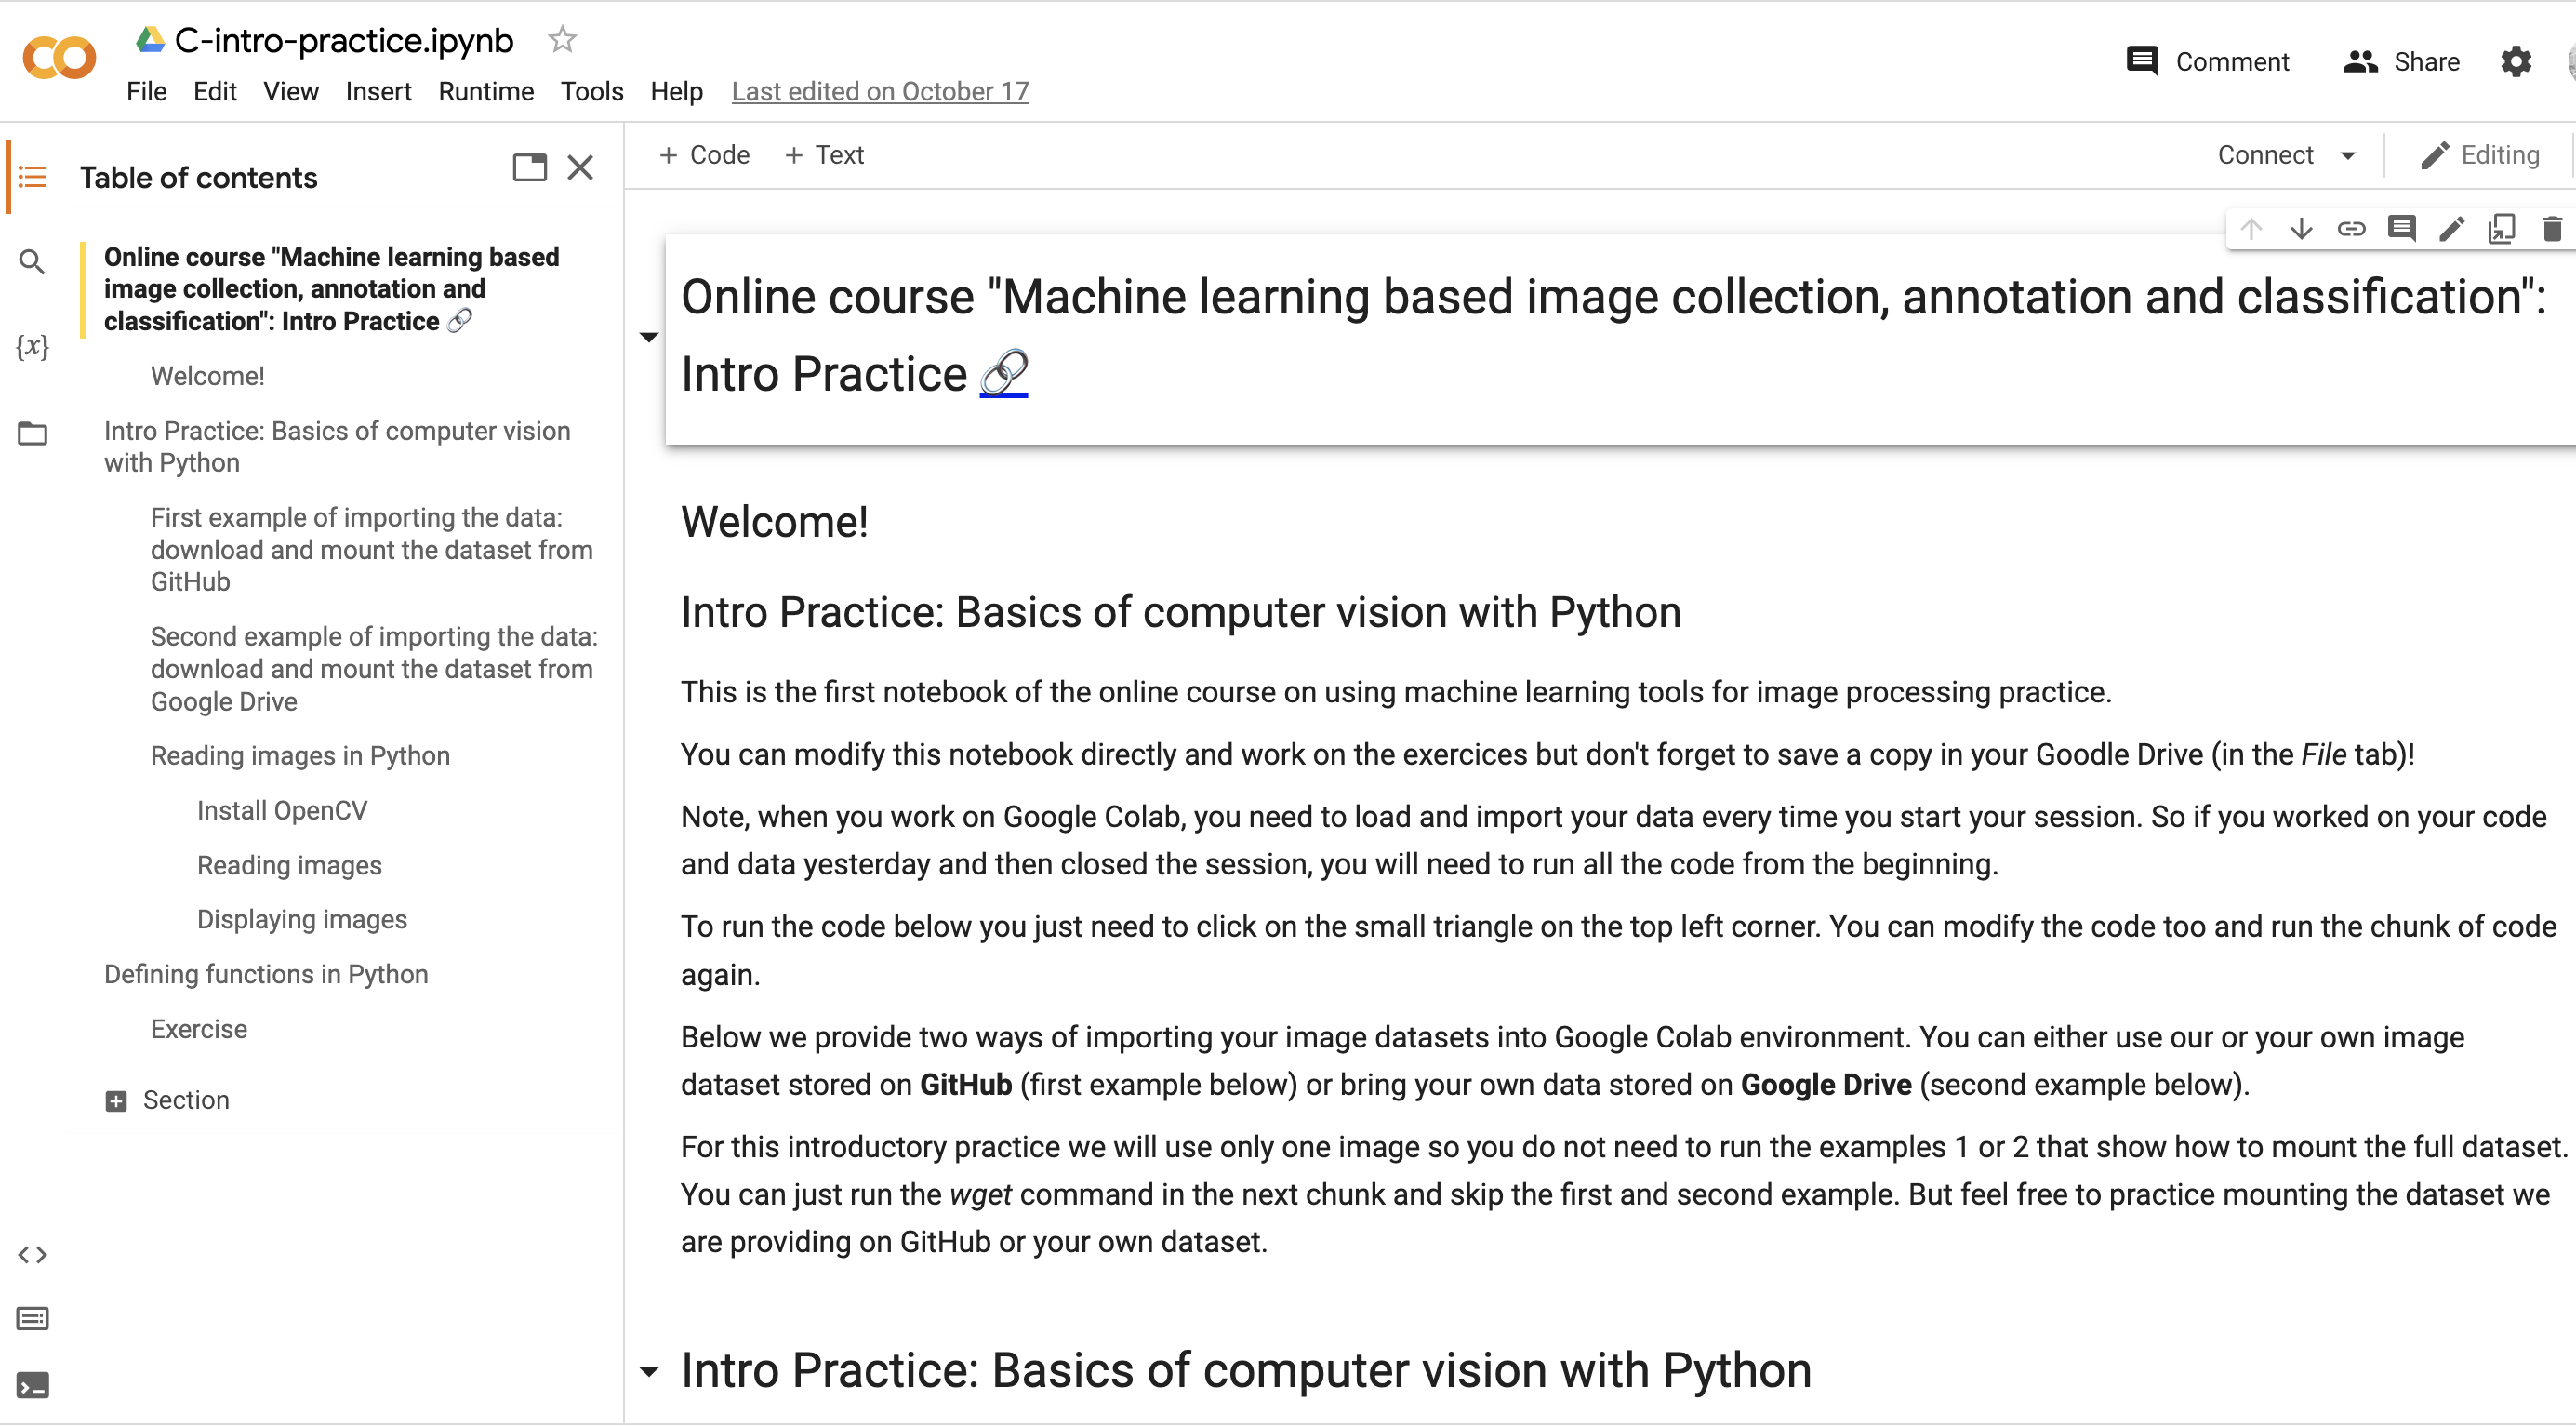 C-intro-practice.ipynb
File Edit View Insert Runtime Tools Help Last edited on October 17
Comment Share
Table of contents
Online course "Machine learning based
image collection, annotation and
classification": Intro Practice
Welcome!
Intro Practice: Basics of computer vision
with Python
First example of importing the data:
download and mount the dataset from
GitHub
Second example of importing the data:
download and mount the dataset from
Google Drive
Reading images in Python
Install OpenCV
Reading images
Displaying images
Defining functions in Python
Exercise
Section
{x}
+ Code + Text
Connect Editing
Online course "Machine learning based image collection, annotation and classification":
Intro Practice
Welcome!
Intro Practice: Basics of computer vision with Python
This is the first notebook of the online course on using machine learning tools for image processing practice.
You can modify this notebook directly and work on the exercices but don't forget to save a copy in your Goodle Drive (in the File tab)!
Note, when you work on Google Colab, you need to load and import your data every time you start your session. So if you worked on your code
and data yesterday and then closed the session, you will need to run all the code from the beginning.
To run the code below you just need to click on the small triangle on the top left corner. You can modify the code too and run the chunk of code
again.
Below we provide two ways of importing your image datasets into Google Colab environment. You can either use our or your own image
dataset stored on GitHub (first example below) or bring your own data stored on Google Drive (second example below).
For this introductory practice we will use only one image so you do not need to run the examples 1 or 2 that show how to mount the full dataset.
You can just run the wget command in the next chunk and skip the first and second example. But feel free to practice mounting the dataset we
are providing on GitHub or your own dataset.
Intro Practice: Basics of computer vision with Python